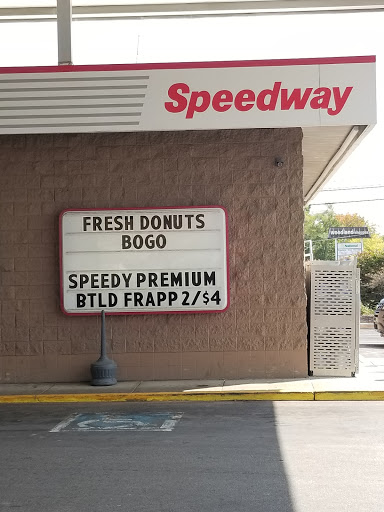 Speedway
FRESH DONUTS
BOGO
SPEEDY PREMIUM
BTLD FRAPP 2/$4